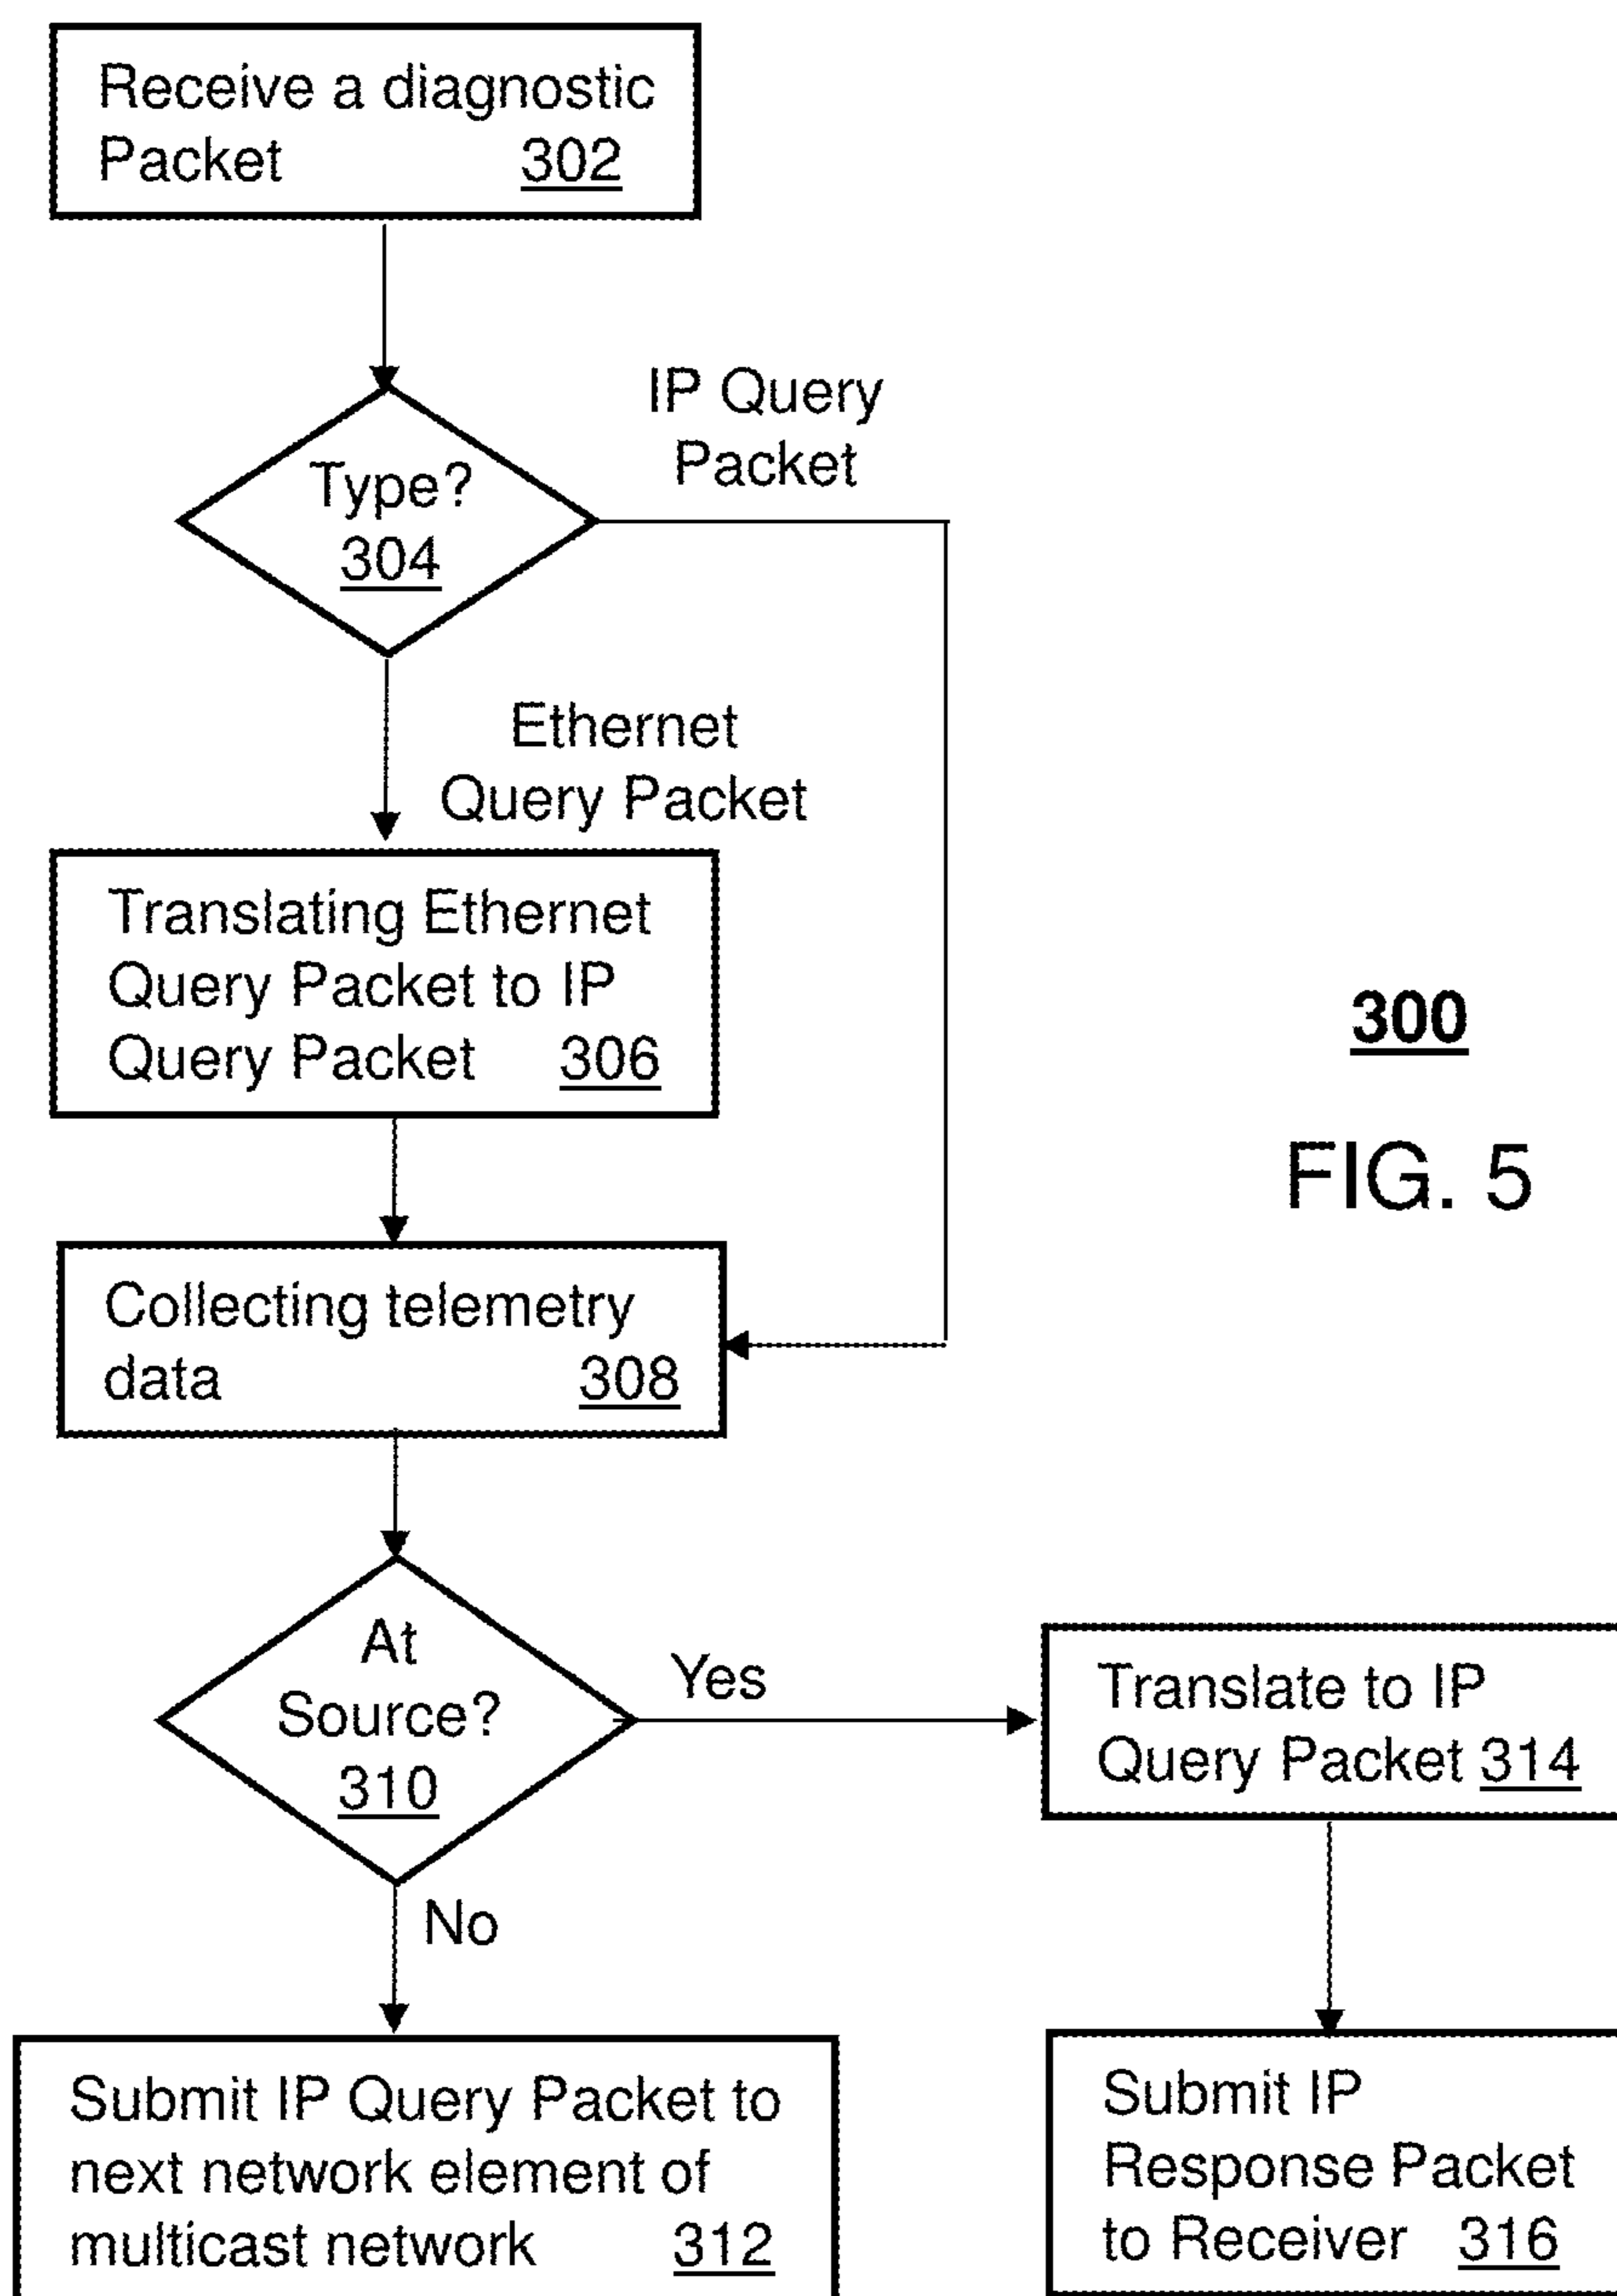 Receive a diagnostic
Packet 302
IP Query
Packet
Type?
304
Ethernet
Query Packet
Translating Ethernet
Query Packet to IP
Query Packet 306
300
FIG. 5
Collecting telemetry
data 308
At
Source?
310
Yes
Translate to IP
Query Packet 314
No
Submit IP Query Packet to
next network element of
multicast network 312
Submit IP
Response Packet
to Receiver 316